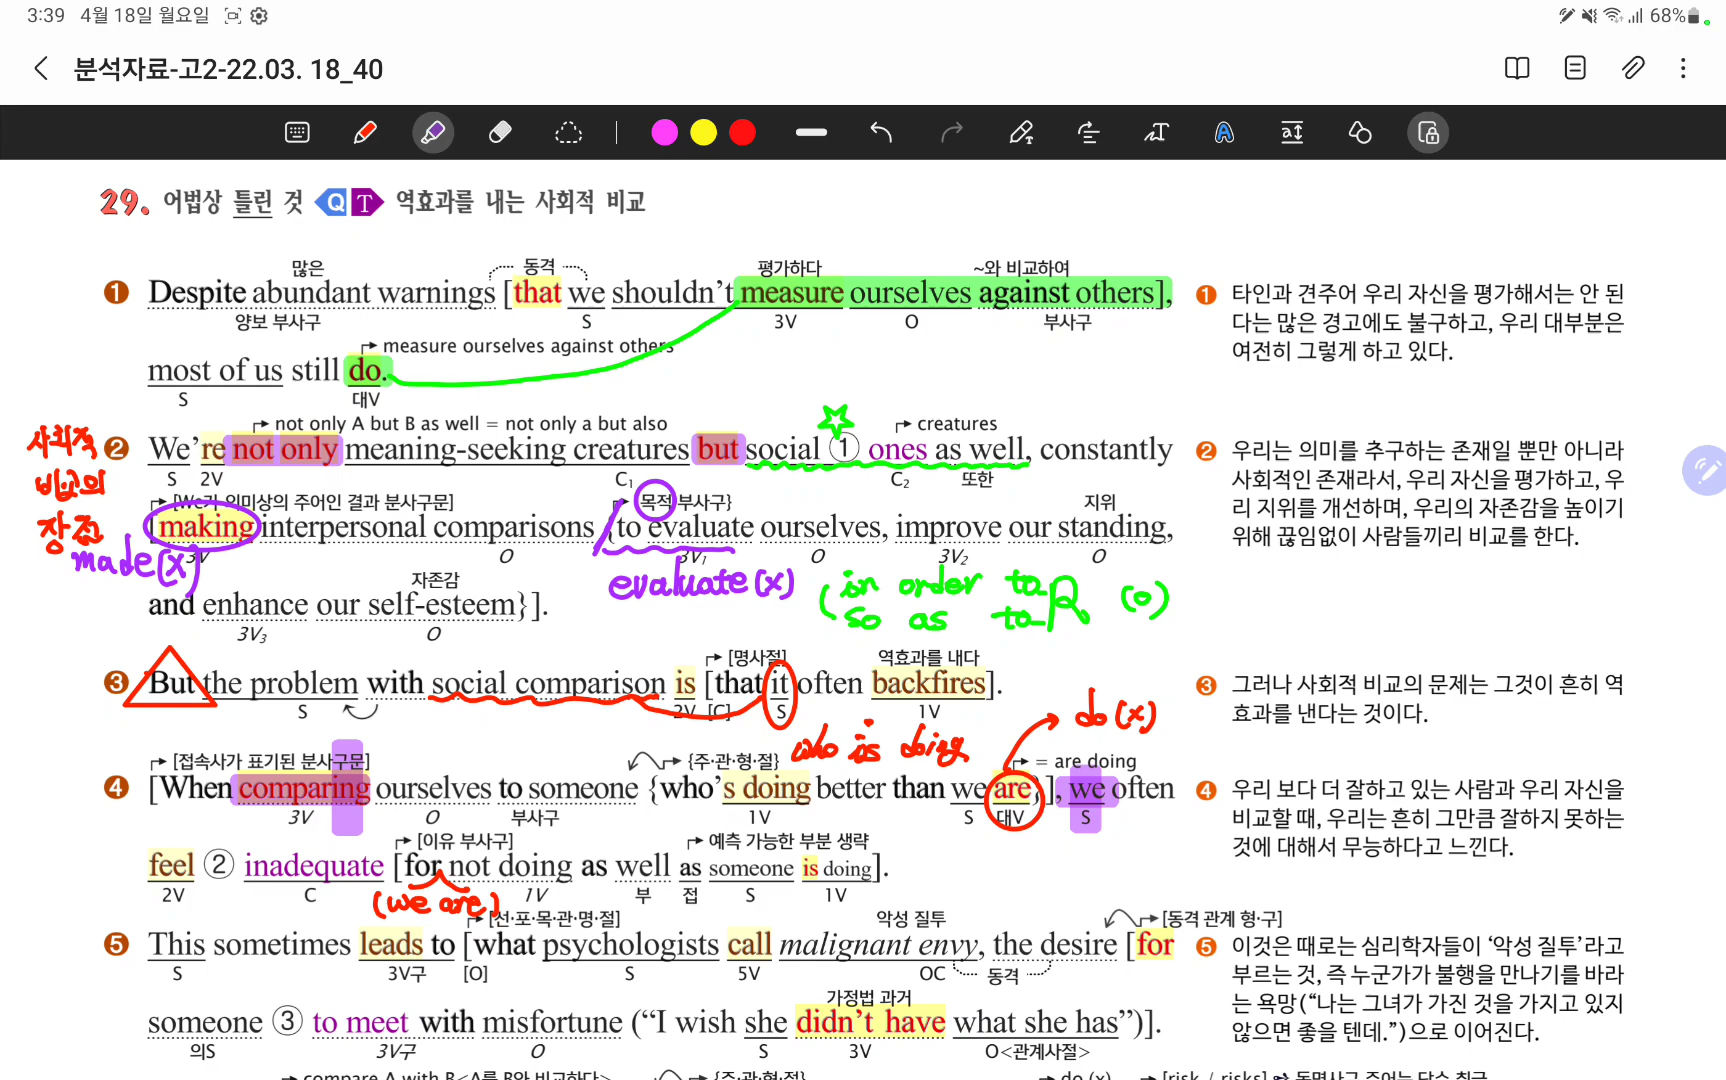 3:39 4월 18일 월요일
68%
분석자료-고2-22.03. 18_40
29. 어법상 틀린 것 Q T 역효과를 내는 사회적 비교
많은 동격 평가하다 ~와 비교하여
1 Despite abundant warnings [that we shouldn't measure ourselves against others],
양보 부사구 S 3V O 부사구
measure ourselves against others
most of us still do.
S 대V
1 타인과 견주어 우리 자신을 평가해서는 안 된
다는 많은 경고에도 불구하고, 우리 대부분은
여전히 그렇게 하고 있다.
not only A but B as well = not only a but also creatures
사회적
비교의
장점
2 We're not only meaning-seeking creatures but social ① ones as well, constantly
S 2V C₁ C₂ 또한
[We가 의미상의 주어인 결과 분사구문] 목적 부사구} 지위
[making interpersonal comparisons {to evaluate ourselves, improve our standing,
3V O 3V₁ O 3V₂ O
made(x)
evaluate(x)
(in order to
so as to R. (o)
자존감
and enhance our self-esteem}].
3V₃ O
2 우리는 의미를 추구하는 존재일 뿐만 아니라
사회적인 존재라서, 우리 자신을 평가하고, 우
리 지위를 개선하며, 우리의 자존감을 높이기
위해 끊임없이 사람들끼리 비교를 한다.
[명사절] 역효과를 내다
3 But the problem with social comparison is [that it often backfires].
S 2V [C] S 1V
3 그러나 사회적 비교의 문제는 그것이 흔히 역
효과를 낸다는 것이다.
who is doing
do(x)
[접속사가 표기된 분사구문] {주·관·형·절} = are doing
4 [When comparing ourselves to someone {who's doing better than we are}], we often
3V O 부사구 1V S 대V S
[이유 부사구] 예측 가능한 부분 생략
feel ② inadequate [for not doing as well as someone is doing].
2V C 1V 부 접 S 1V
(we are)
4 우리 보다 더 잘하고 있는 사람과 우리 자신을
비교할 때, 우리는 흔히 그만큼 잘하지 못하는
것에 대해서 무능하다고 느낀다.
[선·포·목·관·명·절] 악성 질투 [동격 관계 형·구]
5 This sometimes leads to [what psychologists call malignant envy, the desire [for
S 3V구 [O] S 5V OC 동격
가정법 과거
someone ③ to meet with misfortune ("I wish she didn't have what she has")].
의S 3V구 O S 3V O<관계사절>
5 이것은 때로는 심리학자들이 '악성 질투'라고
부르는 것, 즉 누군가가 불행을 만나기를 바라
는 욕망("나는 그녀가 가진 것을 가지고 있지
않으면 좋을 텐데.")으로 이어진다.
compare A with B<A를 B와 비교하다> {주·관·형·절} do (x) [risk / risks]